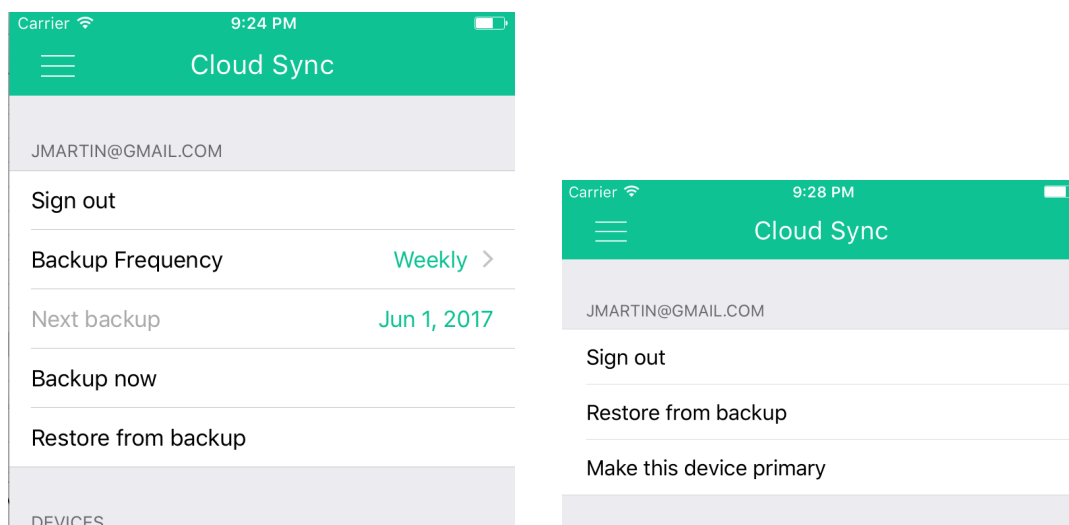 Carrier 9:24 PM
Cloud Sync
JMARTIN@GMAIL.COM
Sign out
Backup Frequency Weekly
Next backup Jun 1, 2017
Backup now
Restore from backup
DEVICES
Carrier 9:28 PM
Cloud Sync
JMARTIN@GMAIL.COM
Sign out
Restore from backup
Make this device primary